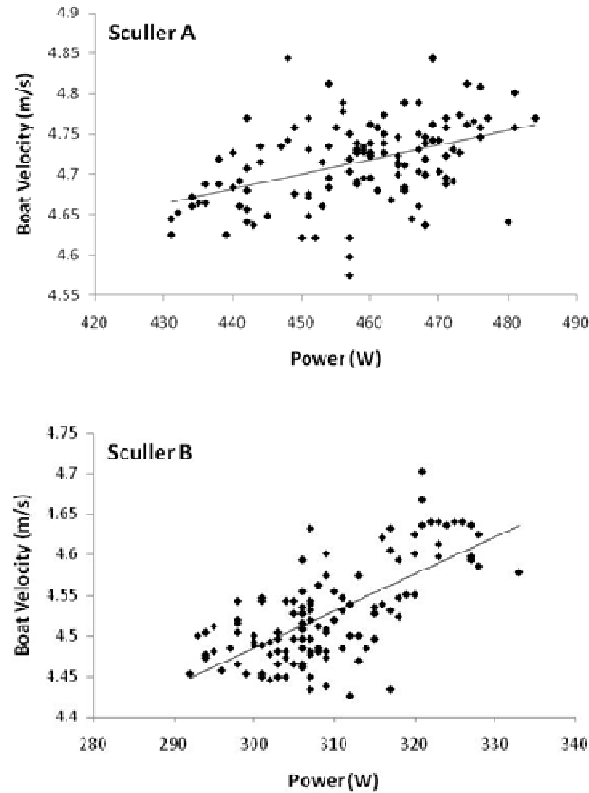 4.9
Sculler A
4.85
4.8
4.75
4.7
4.65
4.6
4.55
Boat Velocity (m/s)
420 430 440 450 460 470 480 490
Power (W)
4.75
Sculler B
4.7
4.65
4.6
4.55
4.5
4.45
4.4
Boat Velocity (m/s)
280 290 300 310 320 330 340
Power (W)